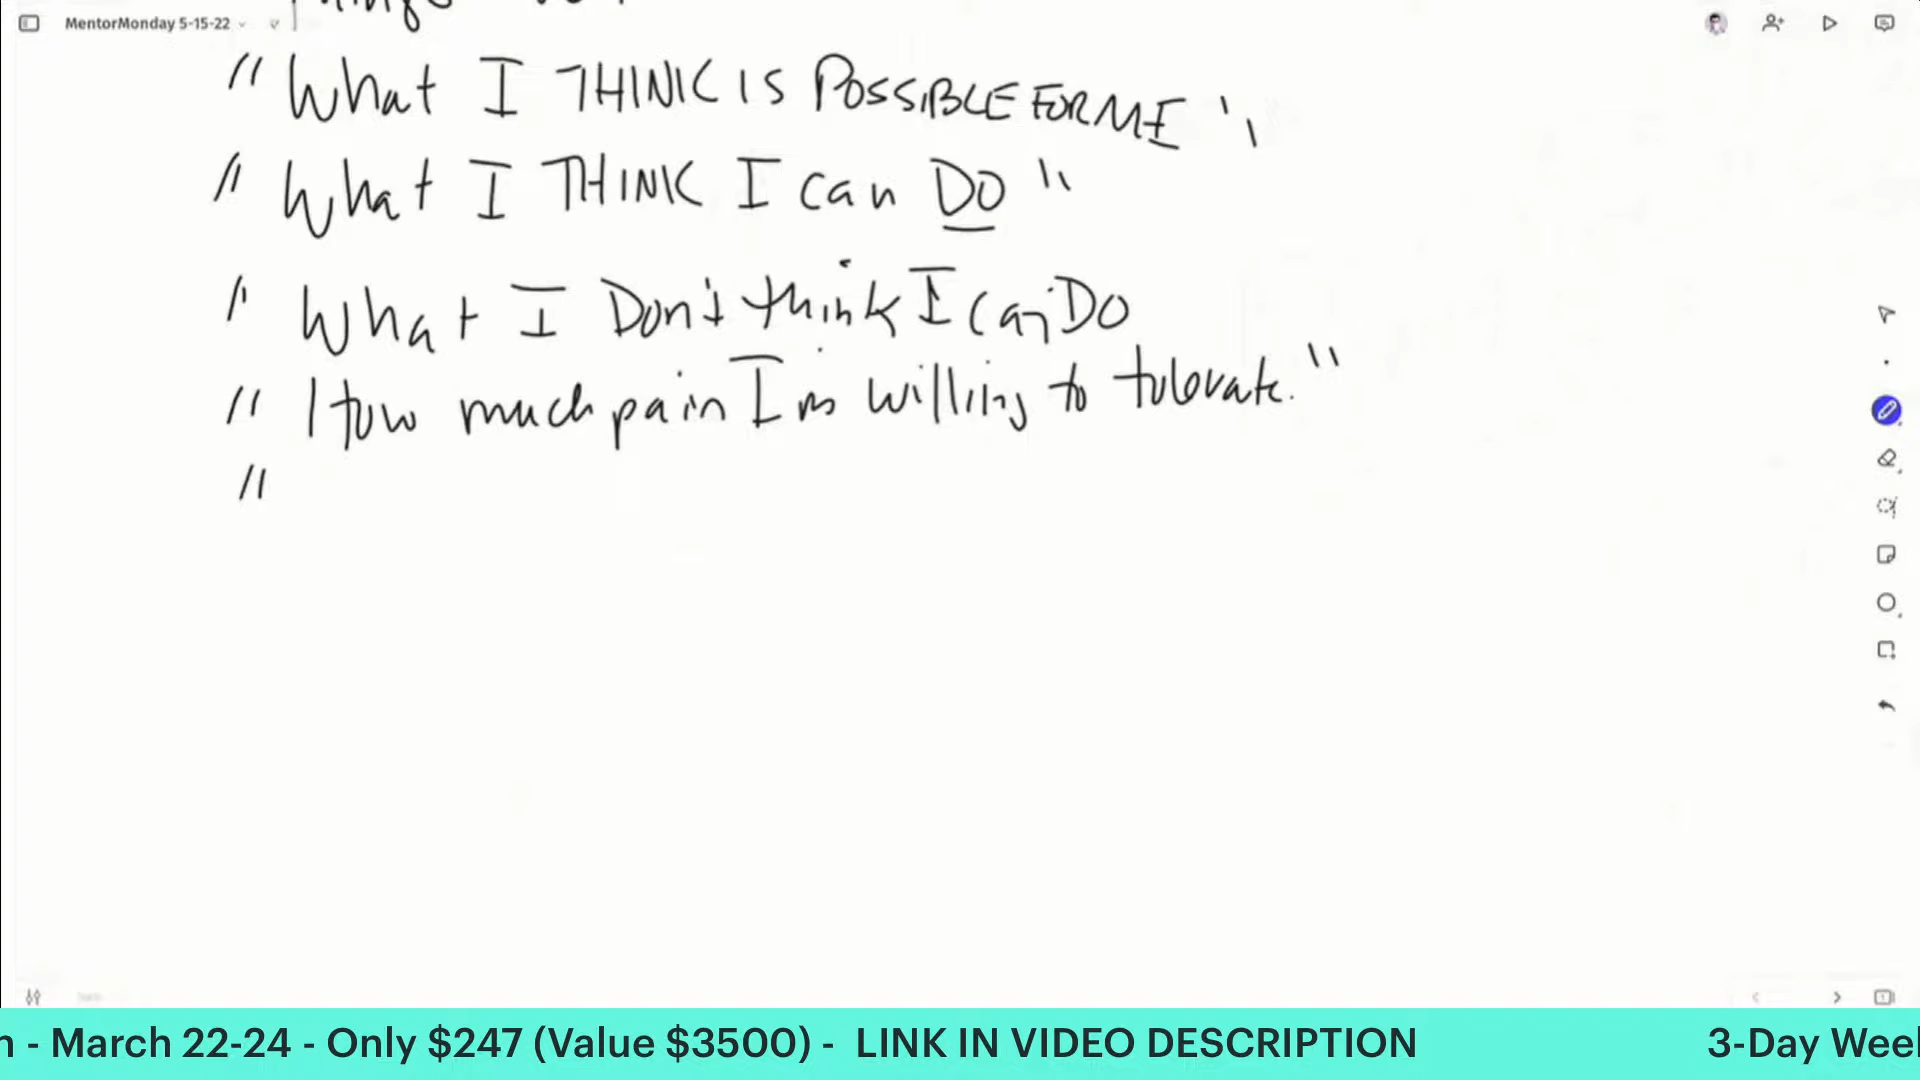 MentorMonday 5-15-22
"What I THINK IS POSSIBLE FOR ME"
"What I THINK I can DO"
"What I Don't think I Can DO
"How much pain I'm willing to tolerate."
"
- March 22-24 - Only $247 (Value $3500) - LINK IN VIDEO DESCRIPTION 3-Day